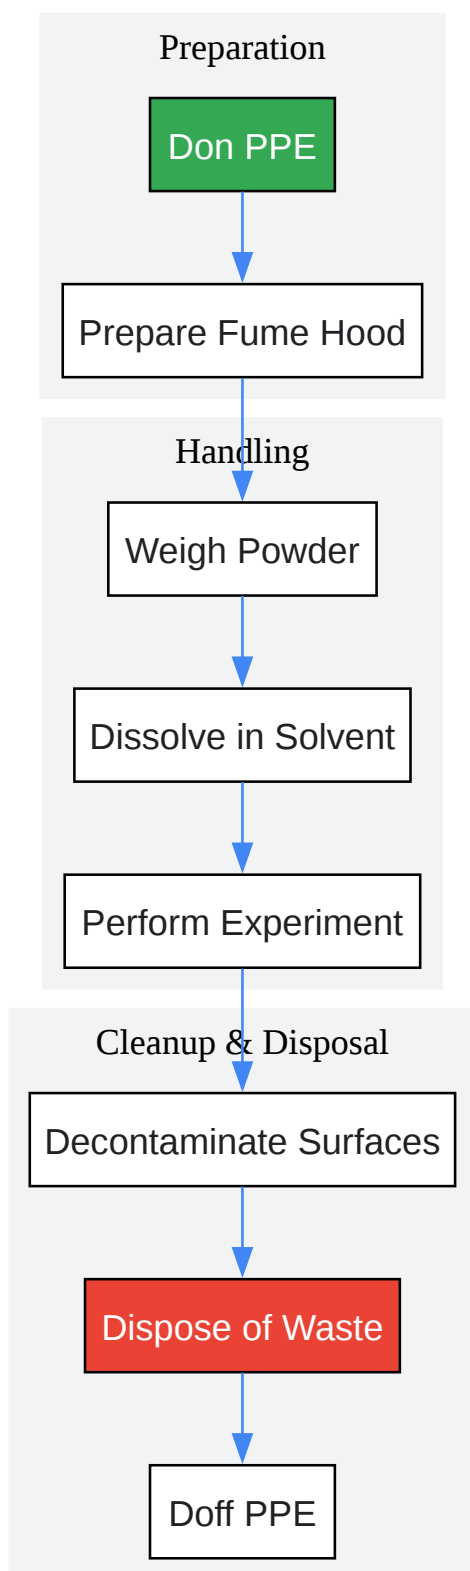 Preparation
Don PPE
Prepare Fume Hood
Handling
Weigh Powder
Dissolve in Solvent
Perform Experiment
Cleanup & Disposal
Decontaminate Surfaces
Dispose of Waste
Doff PPE